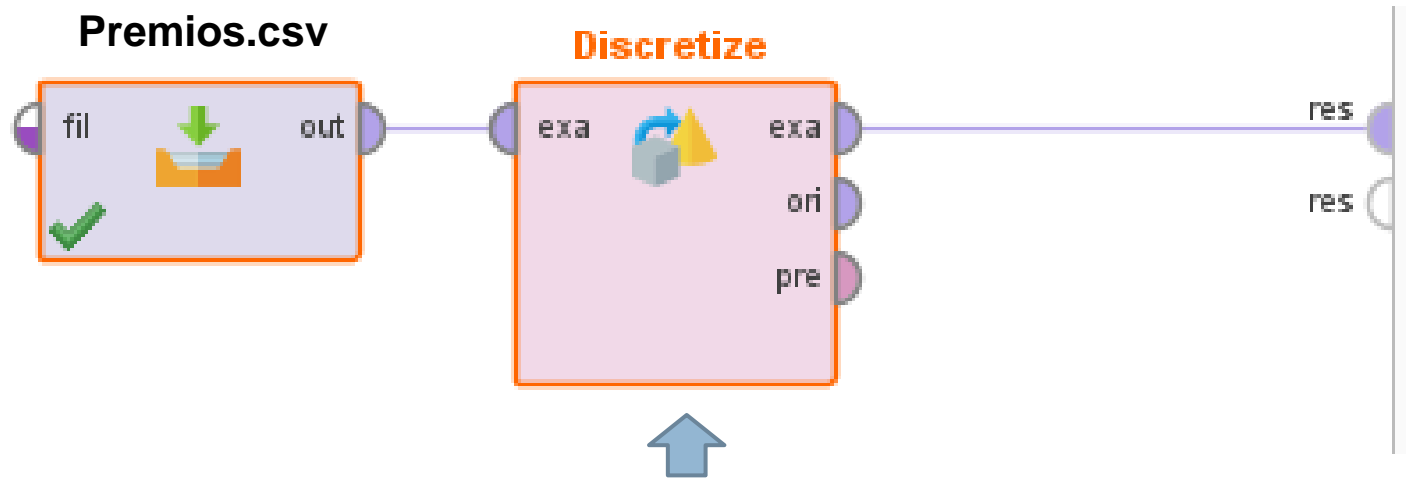 Premios.csv
Discretize
fil out exa exa res
ori res
pre